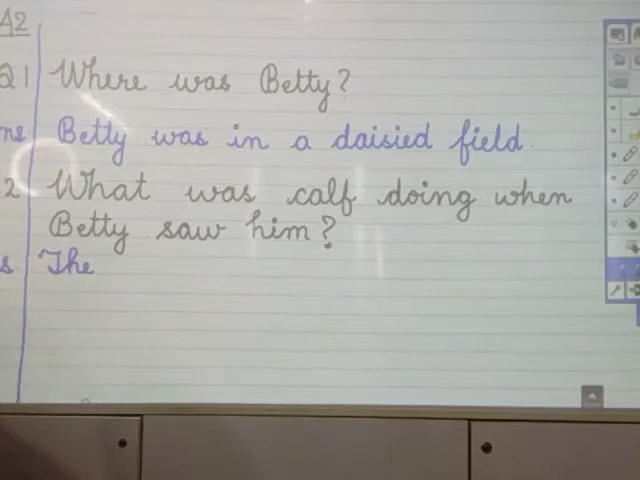 A2
Q1 Where was Betty?
ns Betty was in a daisied field.
2 What was calf doing when
Betty saw him?
s The